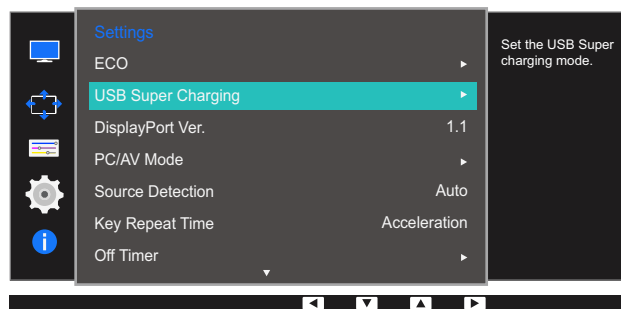 Settings
ECO
USB Super Charging
DisplayPort Ver. 1.1
PC/AV Mode
Source Detection Auto
Key Repeat Time Acceleration
Off Timer
Set the USB Super
charging mode.